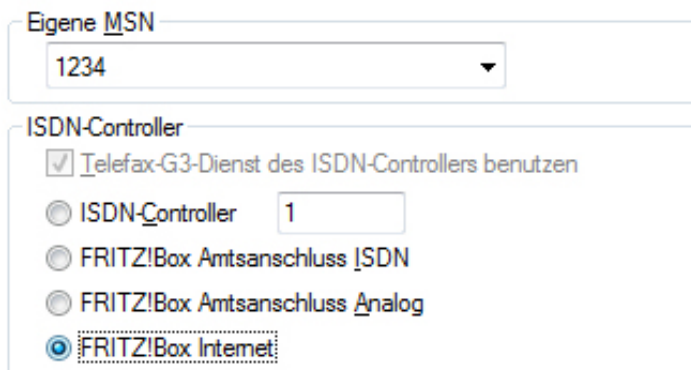 Eigene MSN
1234
ISDN-Controller
Telefax-G3-Dienst des ISDN-Controllers benutzen
ISDN-Controller 1
FRITZ!Box Amtsanschluss ISDN
FRITZ!Box Amtsanschluss Analog
FRITZ!Box Internet